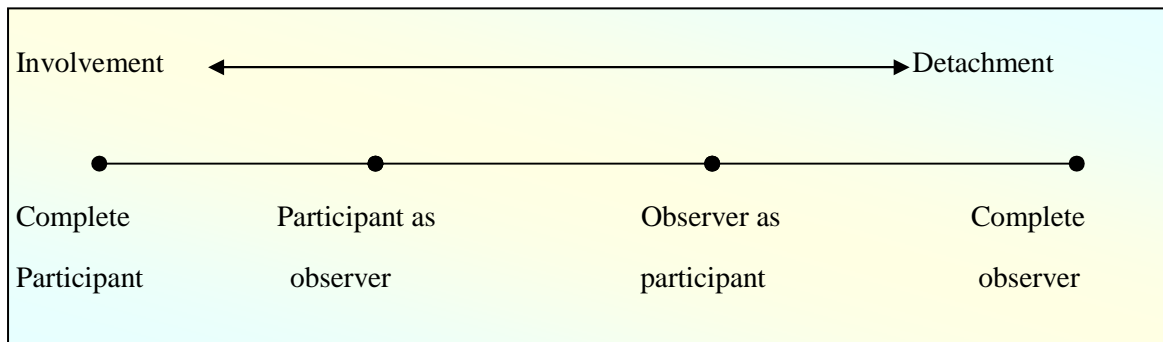 Involvement Detachment
Complete Participant as Observer as Complete
Participant observer participant observer